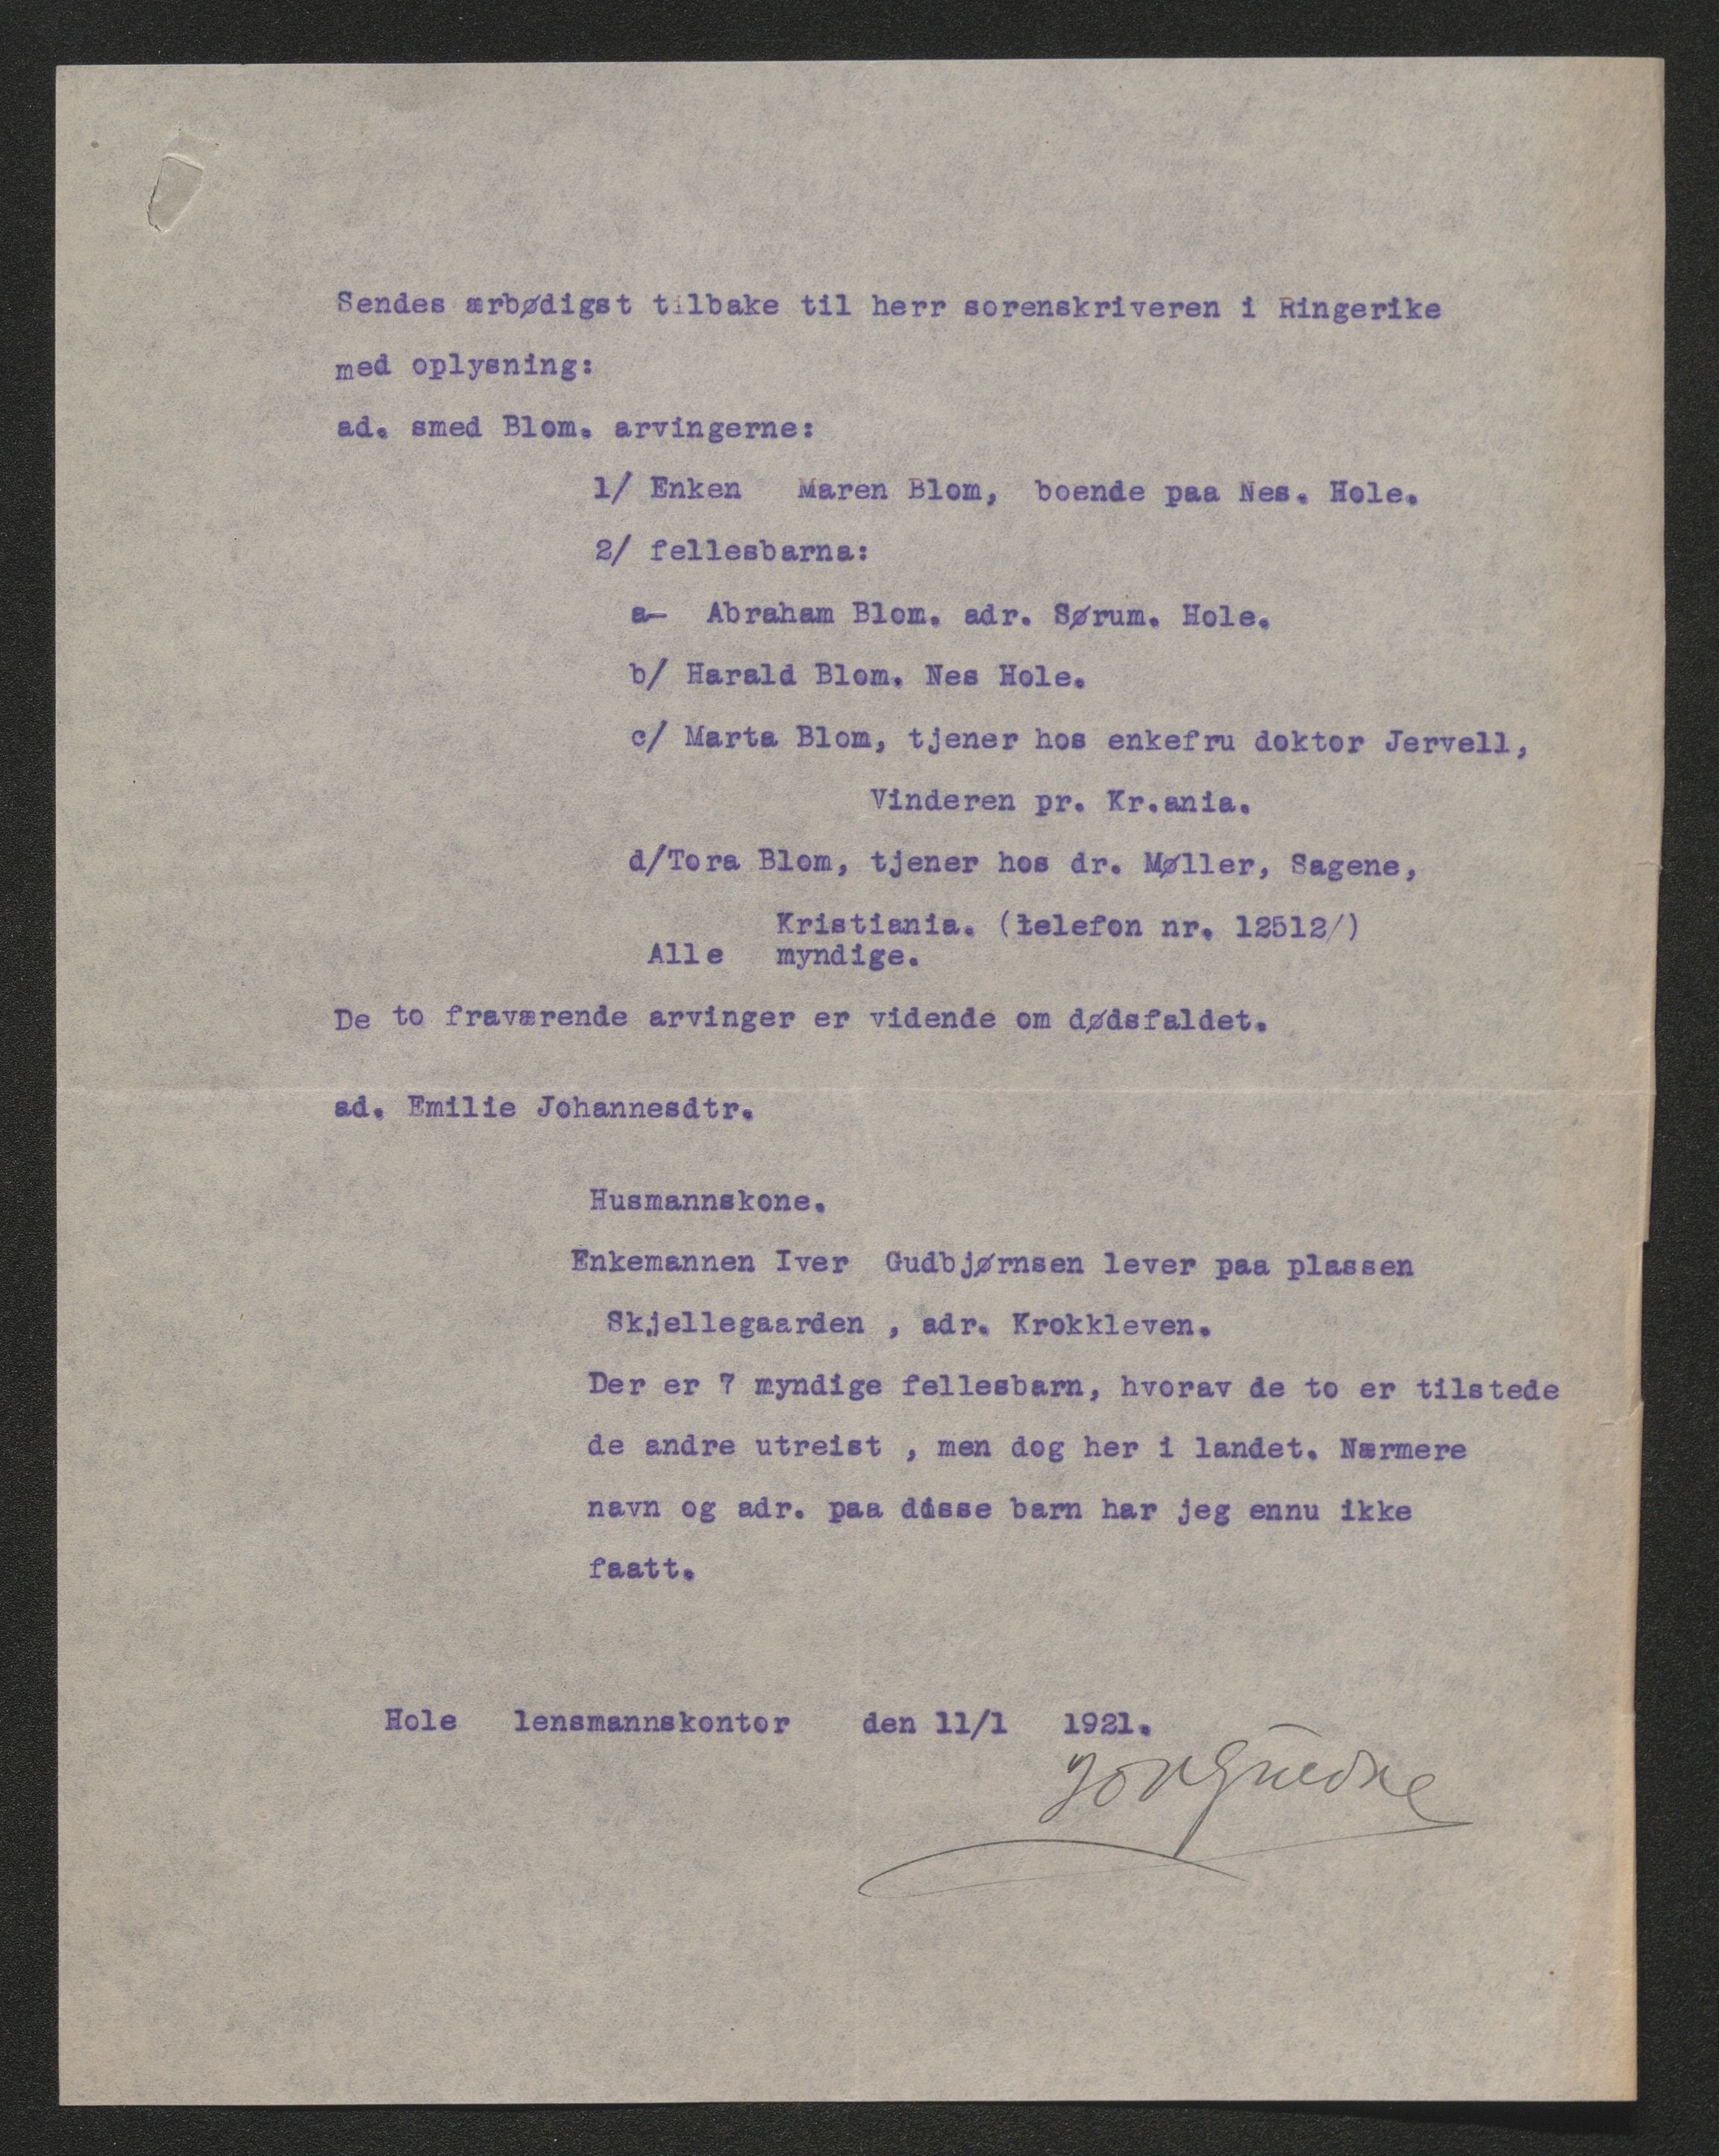 Sendes ærbødigst tilbake til herr sorenskriveren i Ringerike
med oplysning:
ad. smed Blom. arvingerne:
1/ Enken Maren Blom, boende paa Nes. Hole.
2/ fellesbarna:
a- Abraham Blom. adr. Sørum. Hole.
b/ Harald Blom. Nes Hole.
c/ Marta Blom, tjener hos enkefru doktor Jervell,
Vinderen pr. Kr.ania.
d/Tora Blom, tjener hos dr. Møller, Sagene,
Kristiania. (telefon nr. 12512/)
Alle myndige.
De to fraværende arvinger er vidende om dødsfaldet.
ad. Emilie Johannesdtr.
Husmannskone.
Enkemannen Iver Gudbjørnsen lever paa plassen
Skjellegaarden , adr. Krokkleven.
Der er 7 myndige fellesbarn, hvorav de to er tilstede
de andre utreist , men dog her i landet. Nærmere
navn og adr. paa disse barn har jeg ennu ikke
faatt.
Hole lensmannskontor den 11/1 1921.